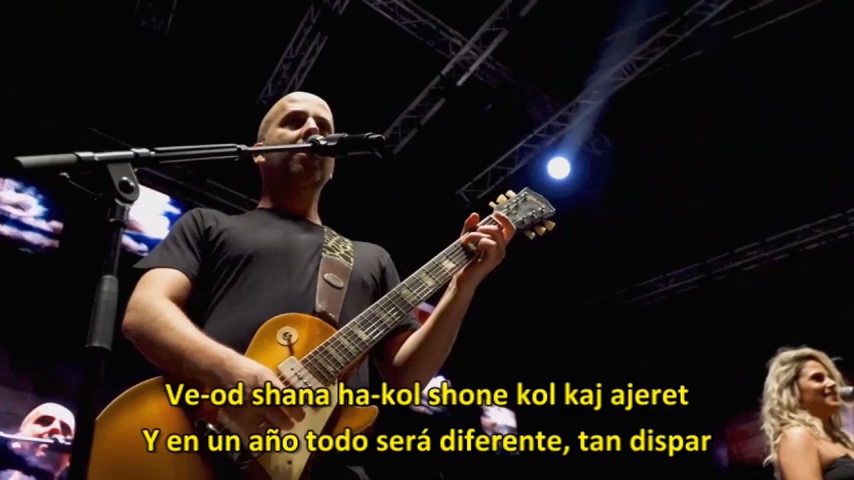 Ve-od shana ha-kol shone kol kaj ajeret
Y en un año todo será diferente, tan dispar